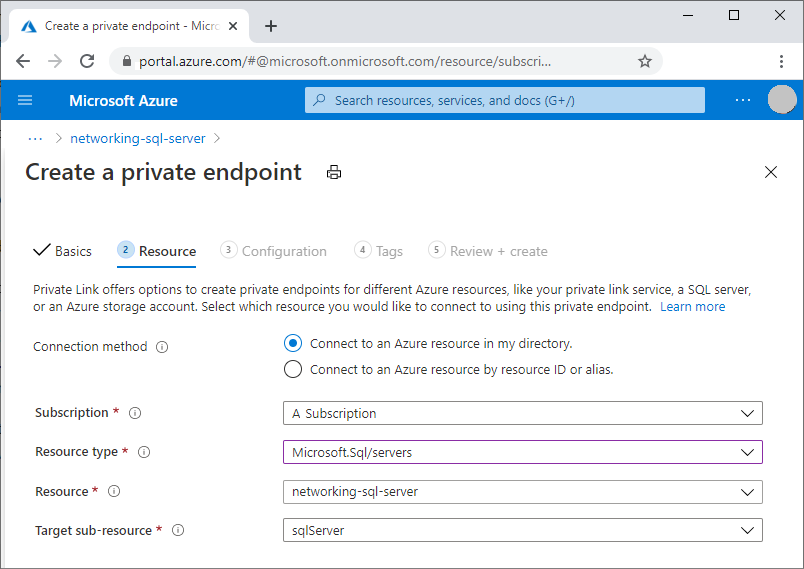 Create a private endpoint - Micro
portal.azure.com/#@microsoft.onmicrosoft.com/resource/subscri...
Microsoft Azure
Search resources, services, and docs (G+/)
...
... > networking-sql-server >
Create a private endpoint
Basics
2 Resource
3 Configuration
4 Tags
5 Review + create
Private Link offers options to create private endpoints for different Azure resources, like your private link service, a SQL server,
or an Azure storage account. Select which resource you would like to connect to using this private endpoint. Learn more
Connection method
Connect to an Azure resource in my directory.
Connect to an Azure resource by resource ID or alias.
Subscription *
A Subscription
Resource type *
Microsoft.Sql/servers
Resource *
networking-sql-server
Target sub-resource *
sqlServer